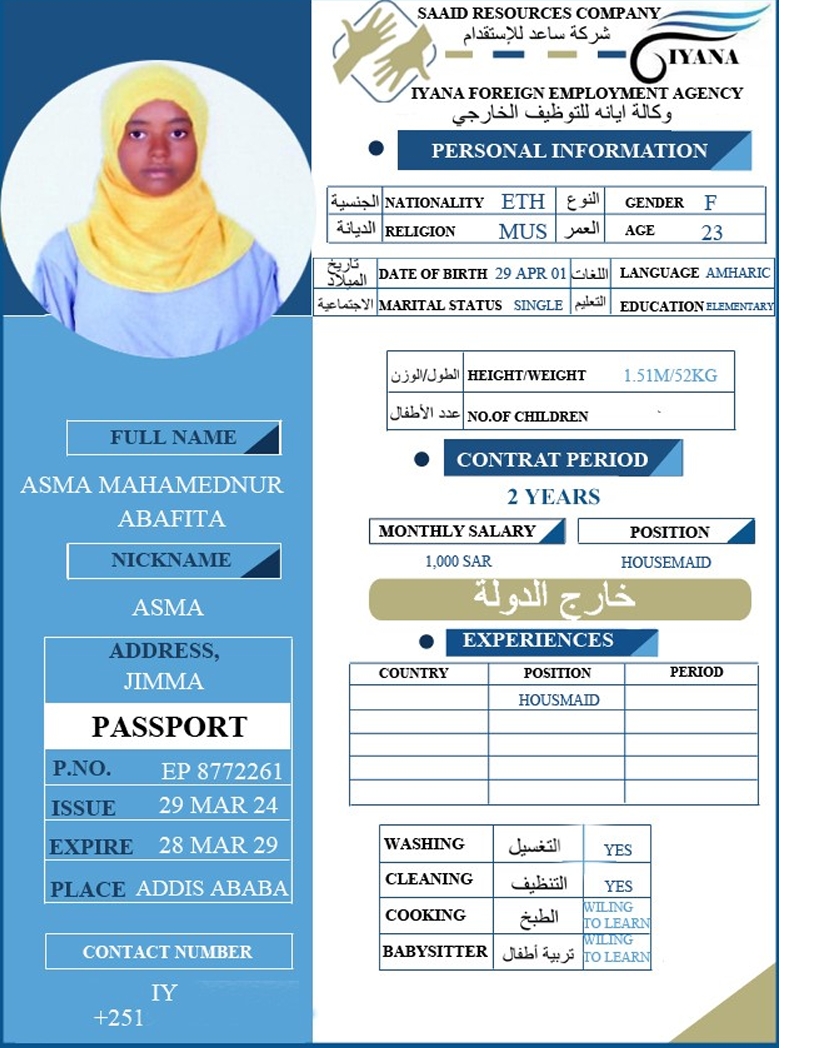 SAAID RESOURCES COMPANY
شركة ساعد للإستقدام
IYANA
IYANA FOREIGN EMPLOYMENT AGENCY
وكالة ايانه للتوظيف الخارجي
PERSONAL INFORMATION
الجنسية NATIONALITY ETH النوع GENDER F
الديانة RELIGION MUS العمر AGE 23
تاريخ الميلاد DATE OF BIRTH 29 APR 01 اللغات LANGUAGE AMHARIC
الاجتماعية MARITAL STATUS SINGLE التعليم EDUCATION ELEMENTARY
الطول/الوزن HEIGHT/WEIGHT 1.51M/52KG
عدد الأطفال NO.OF CHILDREN `
CONTRAT PERIOD
2 YEARS
MONTHLY SALARY POSITION
1,000 SAR HOUSEMAID
خارج الدولة
EXPERIENCES
COUNTRY POSITION PERIOD
HOUSMAID
WASHING التغسيل YES
CLEANING التنظيف YES
COOKING الطبخ WILING TO LEARN
BABYSITTER تربية أطفال WILING TO LEARN
FULL NAME
ASMA MAHAMEDNUR
ABAFITA
NICKNAME
ASMA
ADDRESS,
JIMMA
PASSPORT
P.NO. EP 8772261
ISSUE 29 MAR 24
EXPIRE 28 MAR 29
PLACE ADDIS ABABA
CONTACT NUMBER
IY
+251